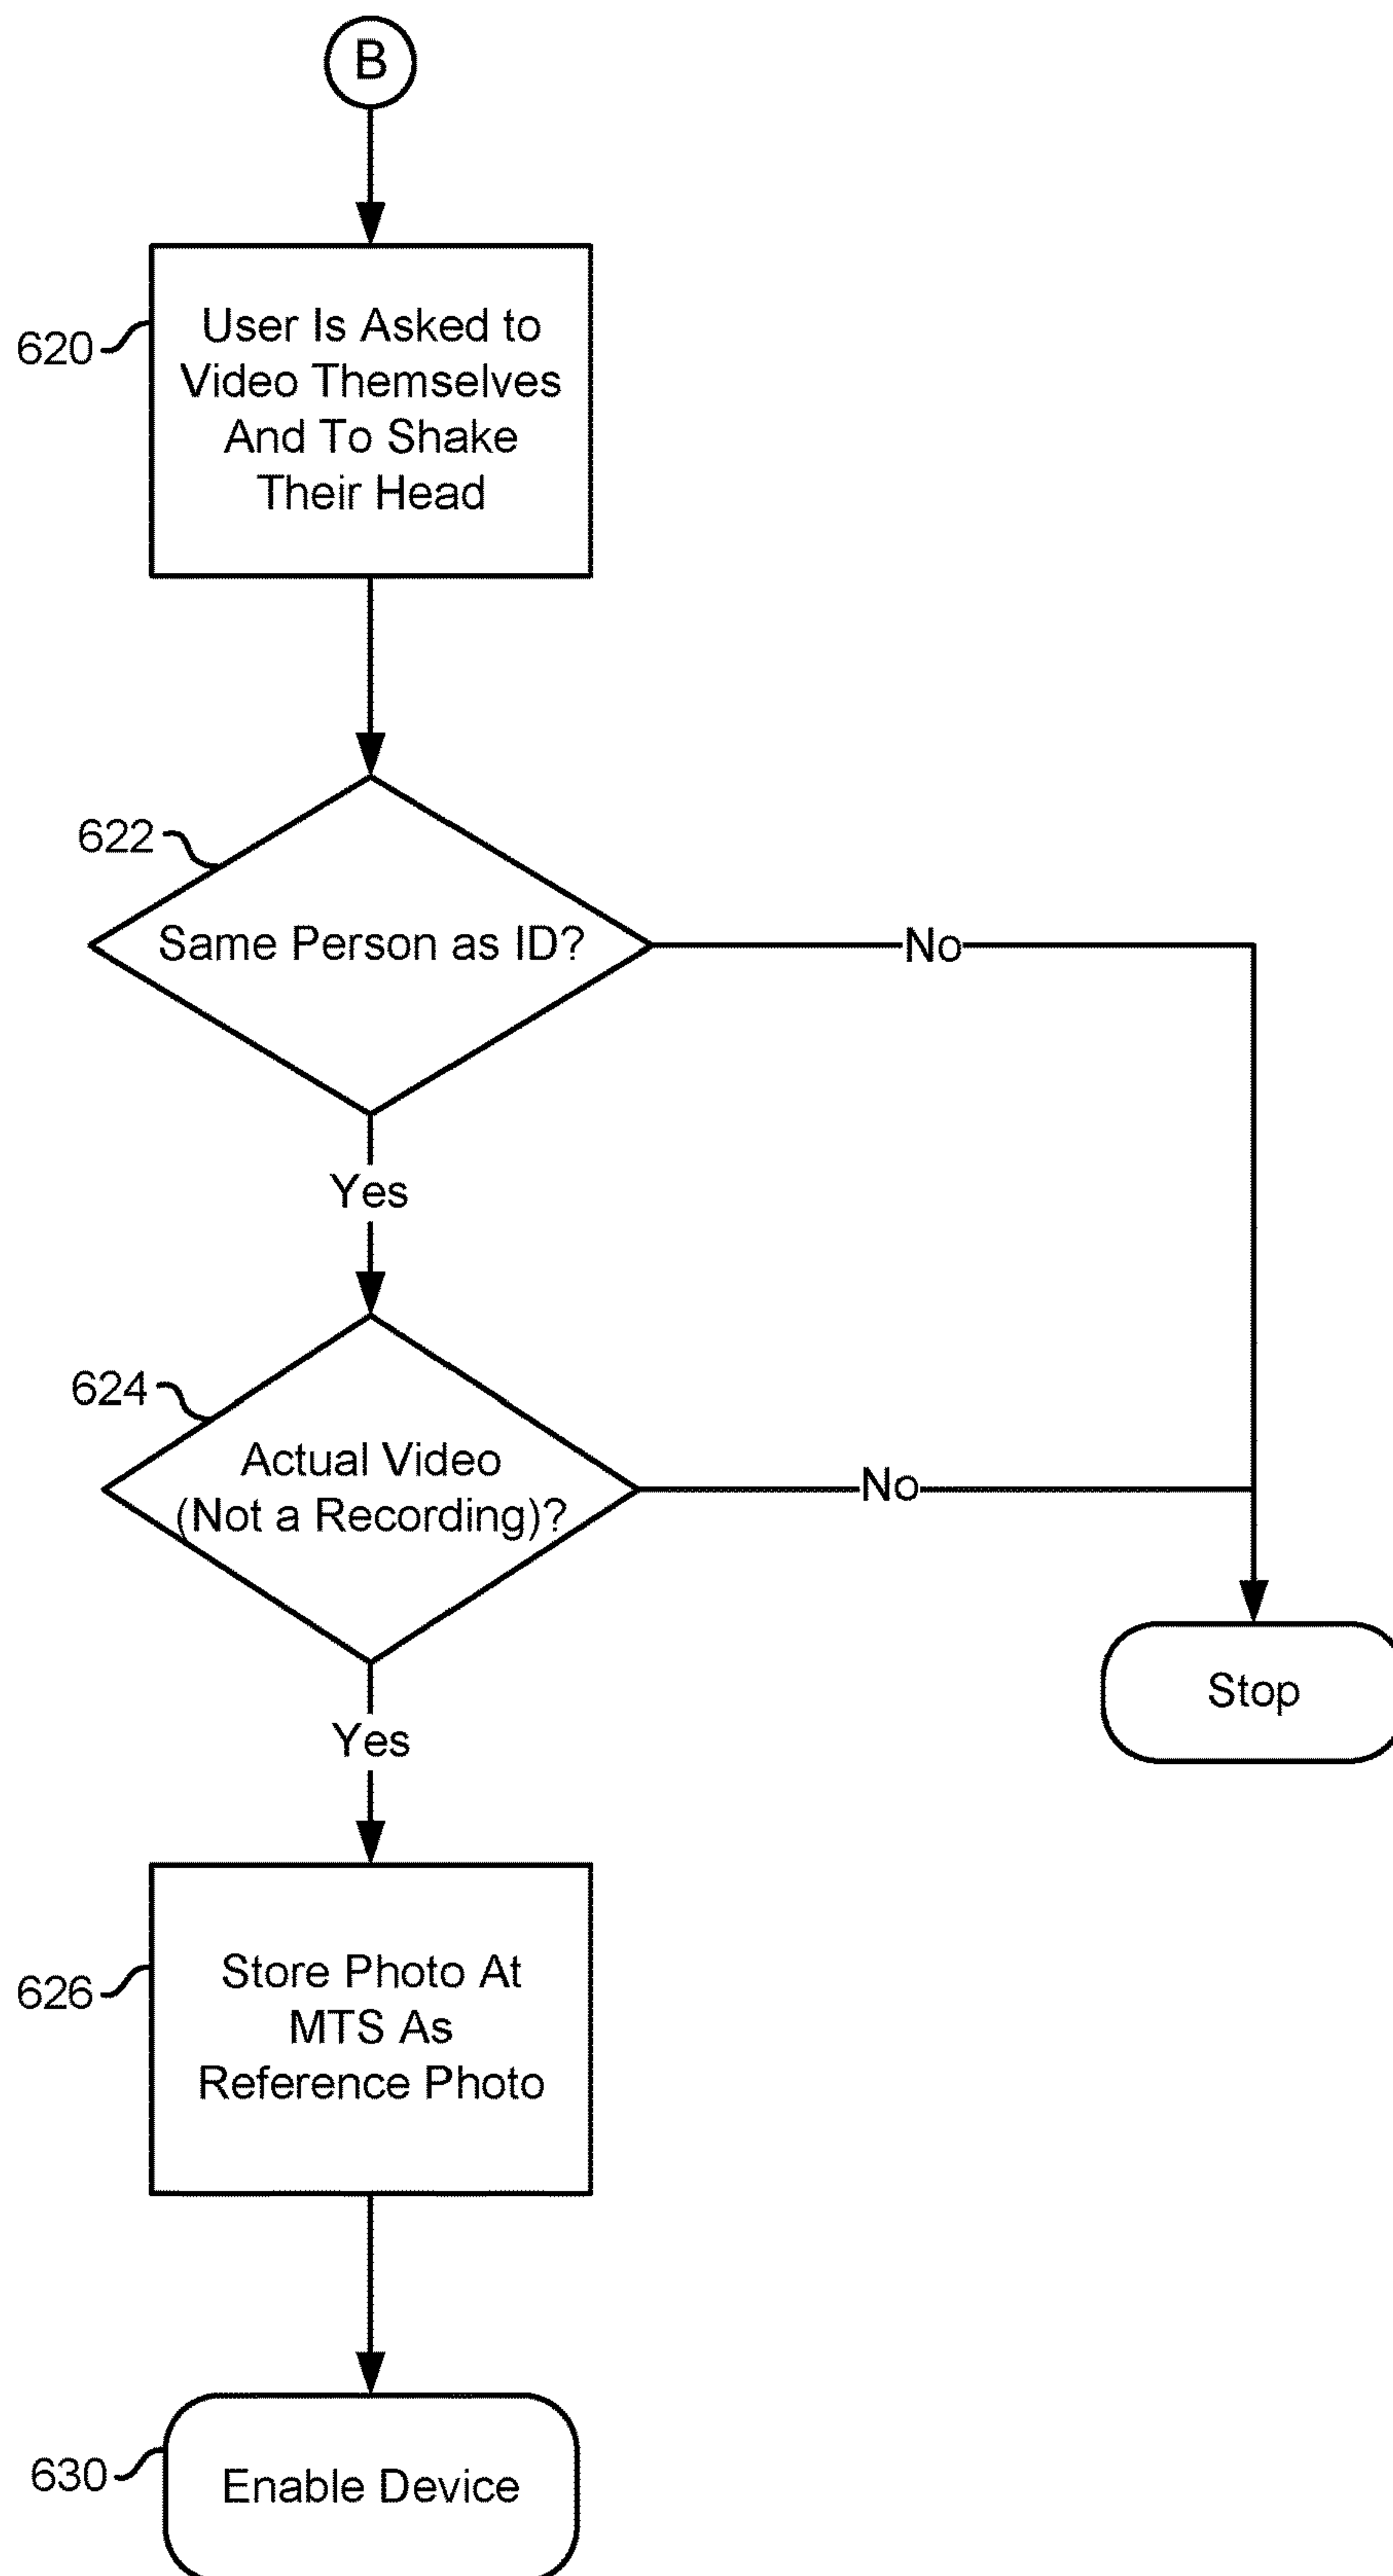 B
620
User Is Asked to
Video Themselves
And To Shake
Their Head
622
Same Person as ID?
No
Yes
624
Actual Video
(Not a Recording)?
No
Stop
Yes
626
Store Photo At
MTS As
Reference Photo
630
Enable Device